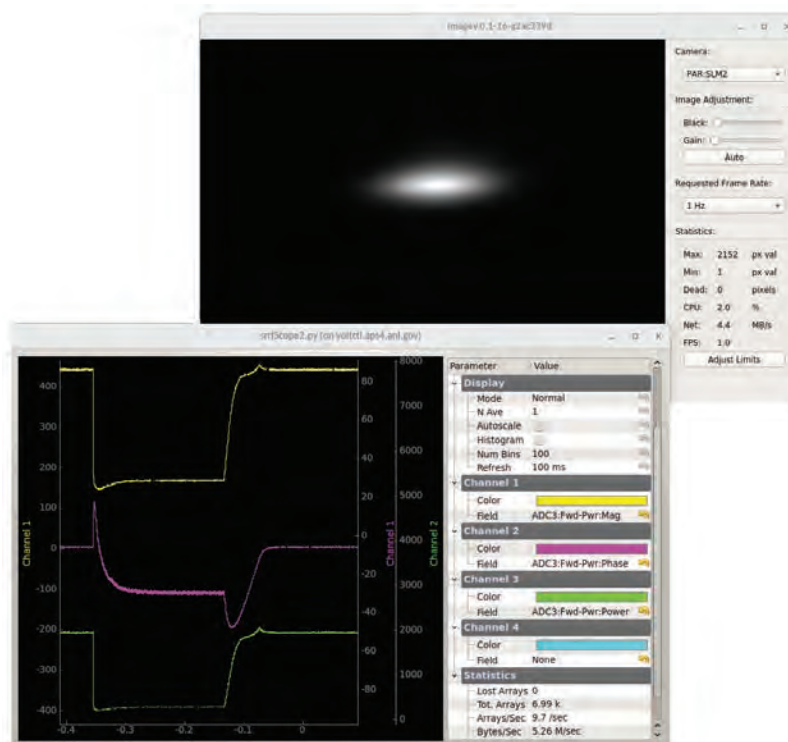 Camera:
PAR:SLM2
Image Adjustment:
Black:
Gain:
Auto
Requested Frame Rate:
1 Hz
Statistics:
Max: 2152 px val
Min: 1 px val
Dead: 0 pixels
CPU: 2.0 %
Net: 4.4 MB/s
FPS: 1.0
Adjust Limits
400
300
200
100
0
-100
-200
-300
-400
Channel 1
-0.4
-0.3
-0.2
-0.1
0
80
60
40
20
0
-20
-40
-60
-80
Channel 1
8000
7000
6000
5000
4000
3000
2000
1000
0
Channel 2
Parameter Value
Display
Mode Normal
N Ave 1
Autoscale
Histogram
Num Bins 100
Refresh 100 ms
Channel 1
Color
Field ADC3:Fwd-Pwr:Mag
Channel 2
Color
Field ADC3:Fwd-Pwr:Phase
Channel 3
Color
Field ADC3:Fwd-Pwr:Power
Channel 4
Color
Field None
Statistics
Lost Arrays 0
Tot. Arrays 6.99 k
Arrays/Sec 9.7 /sec
Bytes/Sec 5.26 M/sec